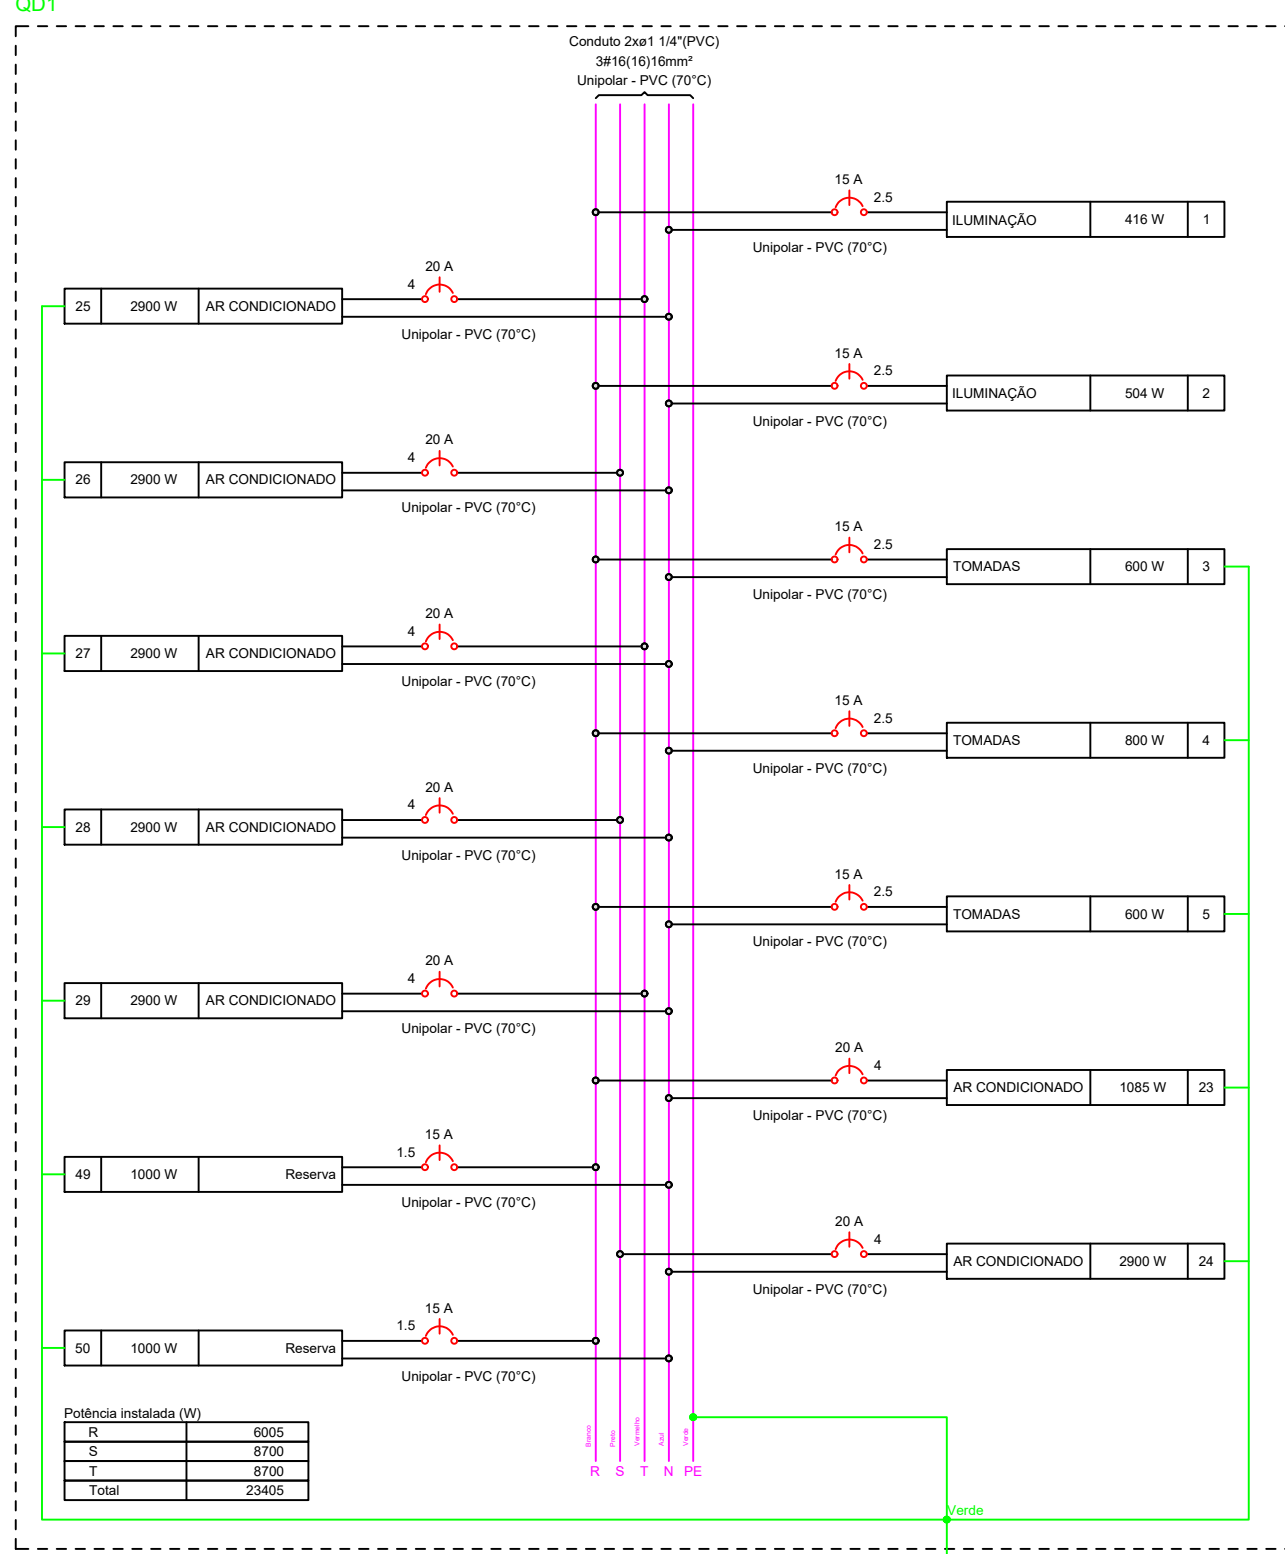 QD1
Conduto 2xø1 1/4"(PVC)
3#16(16)16mm²
Unipolar - PVC (70°C)
15 A
2.5
ILUMINAÇÃO 416 W 1
Unipolar - PVC (70°C)
20 A
4
25 2900 W AR CONDICIONADO
Unipolar - PVC (70°C)
15 A
2.5
ILUMINAÇÃO 504 W 2
Unipolar - PVC (70°C)
20 A
4
26 2900 W AR CONDICIONADO
Unipolar - PVC (70°C)
15 A
2.5
TOMADAS 600 W 3
Unipolar - PVC (70°C)
20 A
4
27 2900 W AR CONDICIONADO
Unipolar - PVC (70°C)
15 A
2.5
TOMADAS 800 W 4
Unipolar - PVC (70°C)
20 A
4
28 2900 W AR CONDICIONADO
Unipolar - PVC (70°C)
15 A
2.5
TOMADAS 600 W 5
Unipolar - PVC (70°C)
20 A
4
29 2900 W AR CONDICIONADO
Unipolar - PVC (70°C)
20 A
4
AR CONDICIONADO 1085 W 23
Unipolar - PVC (70°C)
15 A
1.5
49 1000 W Reserva
Unipolar - PVC (70°C)
20 A
4
AR CONDICIONADO 2900 W 24
Unipolar - PVC (70°C)
15 A
1.5
50 1000 W Reserva
Unipolar - PVC (70°C)
Potência instalada (W)
R 6005
S 8700
T 8700
Total 23405
Branco
Preto
Vermelho
Azul
Verde
R S T N PE
Verde